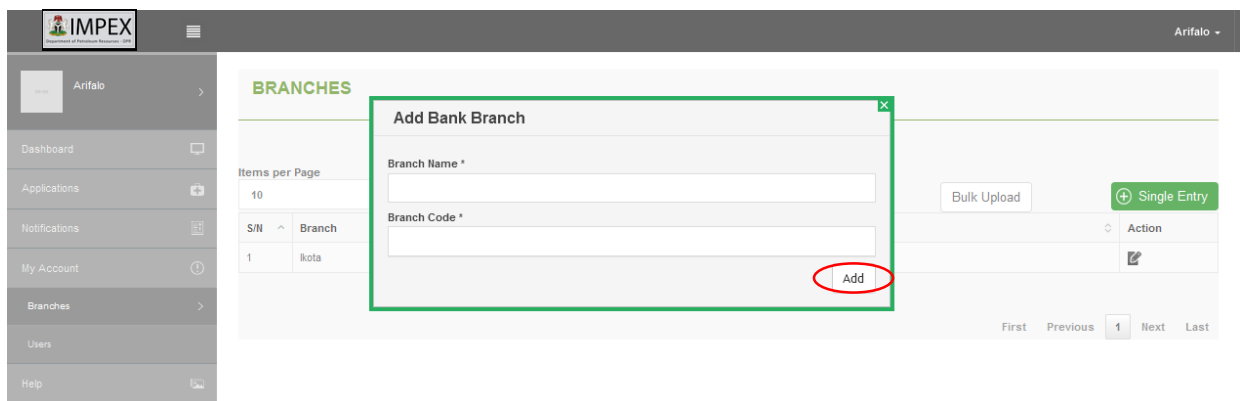 IMPEX
Department of Petroleum Resources - DPR
Arifalo
Arifalo
Dashboard
Applications
Notifications
My Account
Branches
Users
Help
BRANCHES
Add Bank Branch
Branch Name *
Branch Code *
Add
Items per Page
10
Bulk Upload
Single Entry
S/N Branch Action
1 Ikota
First Previous 1 Next Last